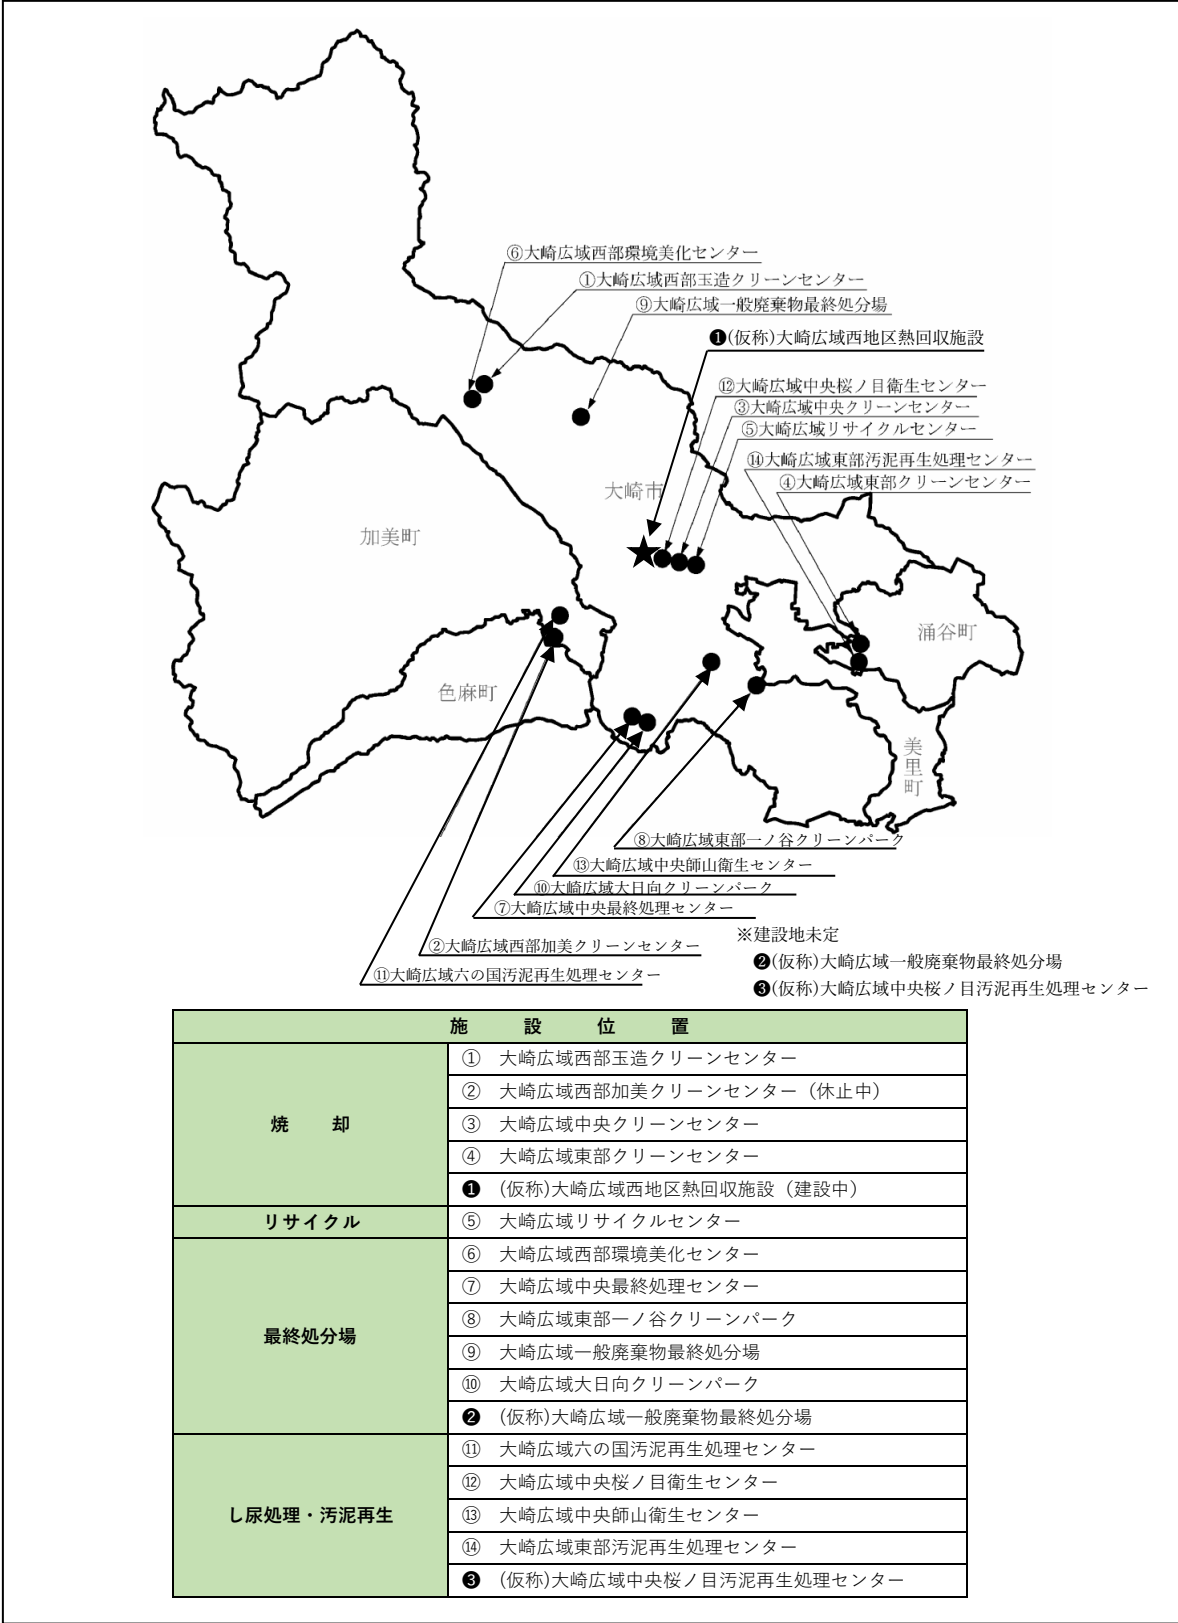 ⑥大崎広域西部環境美化センター
①大崎広域西部玉造クリーンセンター
⑨大崎広域一般廃棄物最終処分場
❶(仮称)大崎広域西地区熱回収施設
⑫大崎広域中央桜ノ目衛生センター
③大崎広域中央クリーンセンター
⑤大崎広域リサイクルセンター
⑭大崎広域東部汚泥再生処理センター
④大崎広域東部クリーンセンター
大崎市
加美町
涌谷町
色麻町
美里町
⑧大崎広域東部一ノ谷クリーンパーク
⑬大崎広域中央師山衛生センター
⑩大崎広域大日向クリーンパーク
⑦大崎広域中央最終処理センター
②大崎広域西部加美クリーンセンター
⑪大崎広域六の国汚泥再生処理センター
※建設地未定
❷(仮称)大崎広域一般廃棄物最終処分場
❸(仮称)大崎広域中央桜ノ目汚泥再生処理センター
施設位置
焼却
① 大崎広域西部玉造クリーンセンター
② 大崎広域西部加美クリーンセンター（休止中）
③ 大崎広域中央クリーンセンター
④ 大崎広域東部クリーンセンター
❶ (仮称)大崎広域西地区熱回収施設（建設中）
リサイクル
⑤ 大崎広域リサイクルセンター
最終処分場
⑥ 大崎広域西部環境美化センター
⑦ 大崎広域中央最終処理センター
⑧ 大崎広域東部一ノ谷クリーンパーク
⑨ 大崎広域一般廃棄物最終処分場
⑩ 大崎広域大日向クリーンパーク
❷ (仮称)大崎広域一般廃棄物最終処分場
し尿処理・汚泥再生
⑪ 大崎広域六の国汚泥再生処理センター
⑫ 大崎広域中央桜ノ目衛生センター
⑬ 大崎広域中央師山衛生センター
⑭ 大崎広域東部汚泥再生処理センター
❸ (仮称)大崎広域中央桜ノ目汚泥再生処理センター